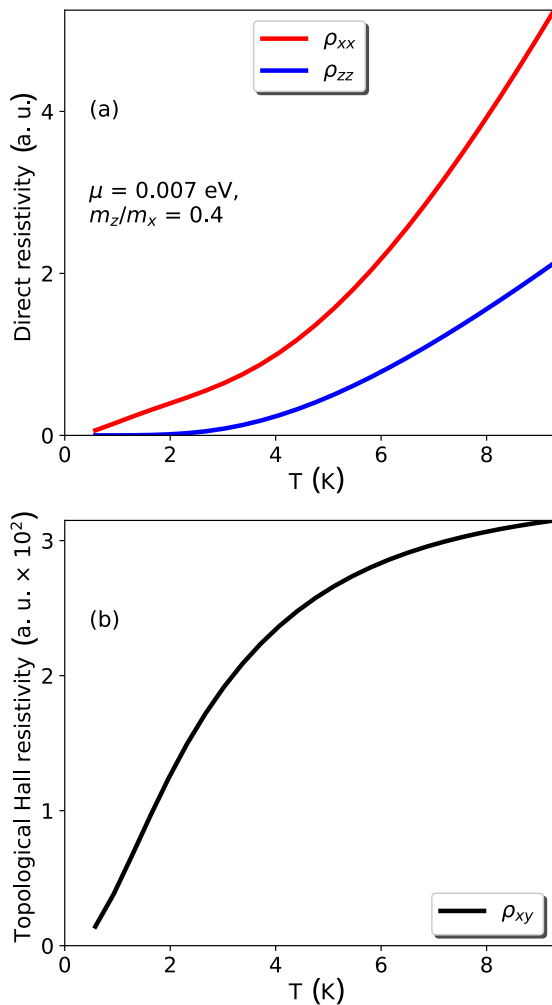 ρxx
ρzz
(a)
μ = 0.007 eV,
mz/mx = 0.4
Direct resistivity (a. u.)
4
2
0
0 2 4 6 8
T (K)
Topological Hall resistivity (a. u. × 10²)
3
2
1
0
(b)
ρxy
0 2 4 6 8
T (K)